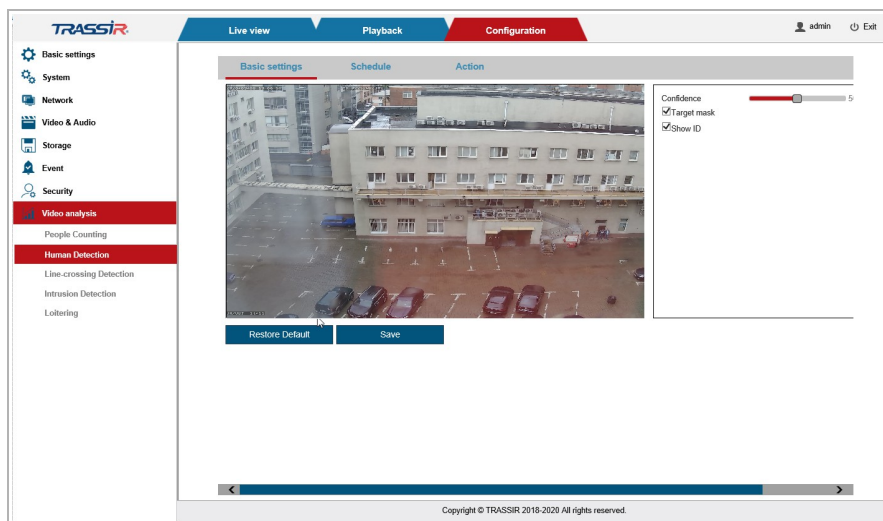 TRASSIR
Live view
Playback
Configuration
admin
Exit
Basic settings
System
Network
Video & Audio
Storage
Event
Security
Video analysis
People Counting
Human Detection
Line-crossing Detection
Intrusion Detection
Loitering
Basic settings
Schedule
Action
Confidence
Target mask
Show ID
Restore Default
Save
Copyright © TRASSIR 2018-2020 All rights reserved.